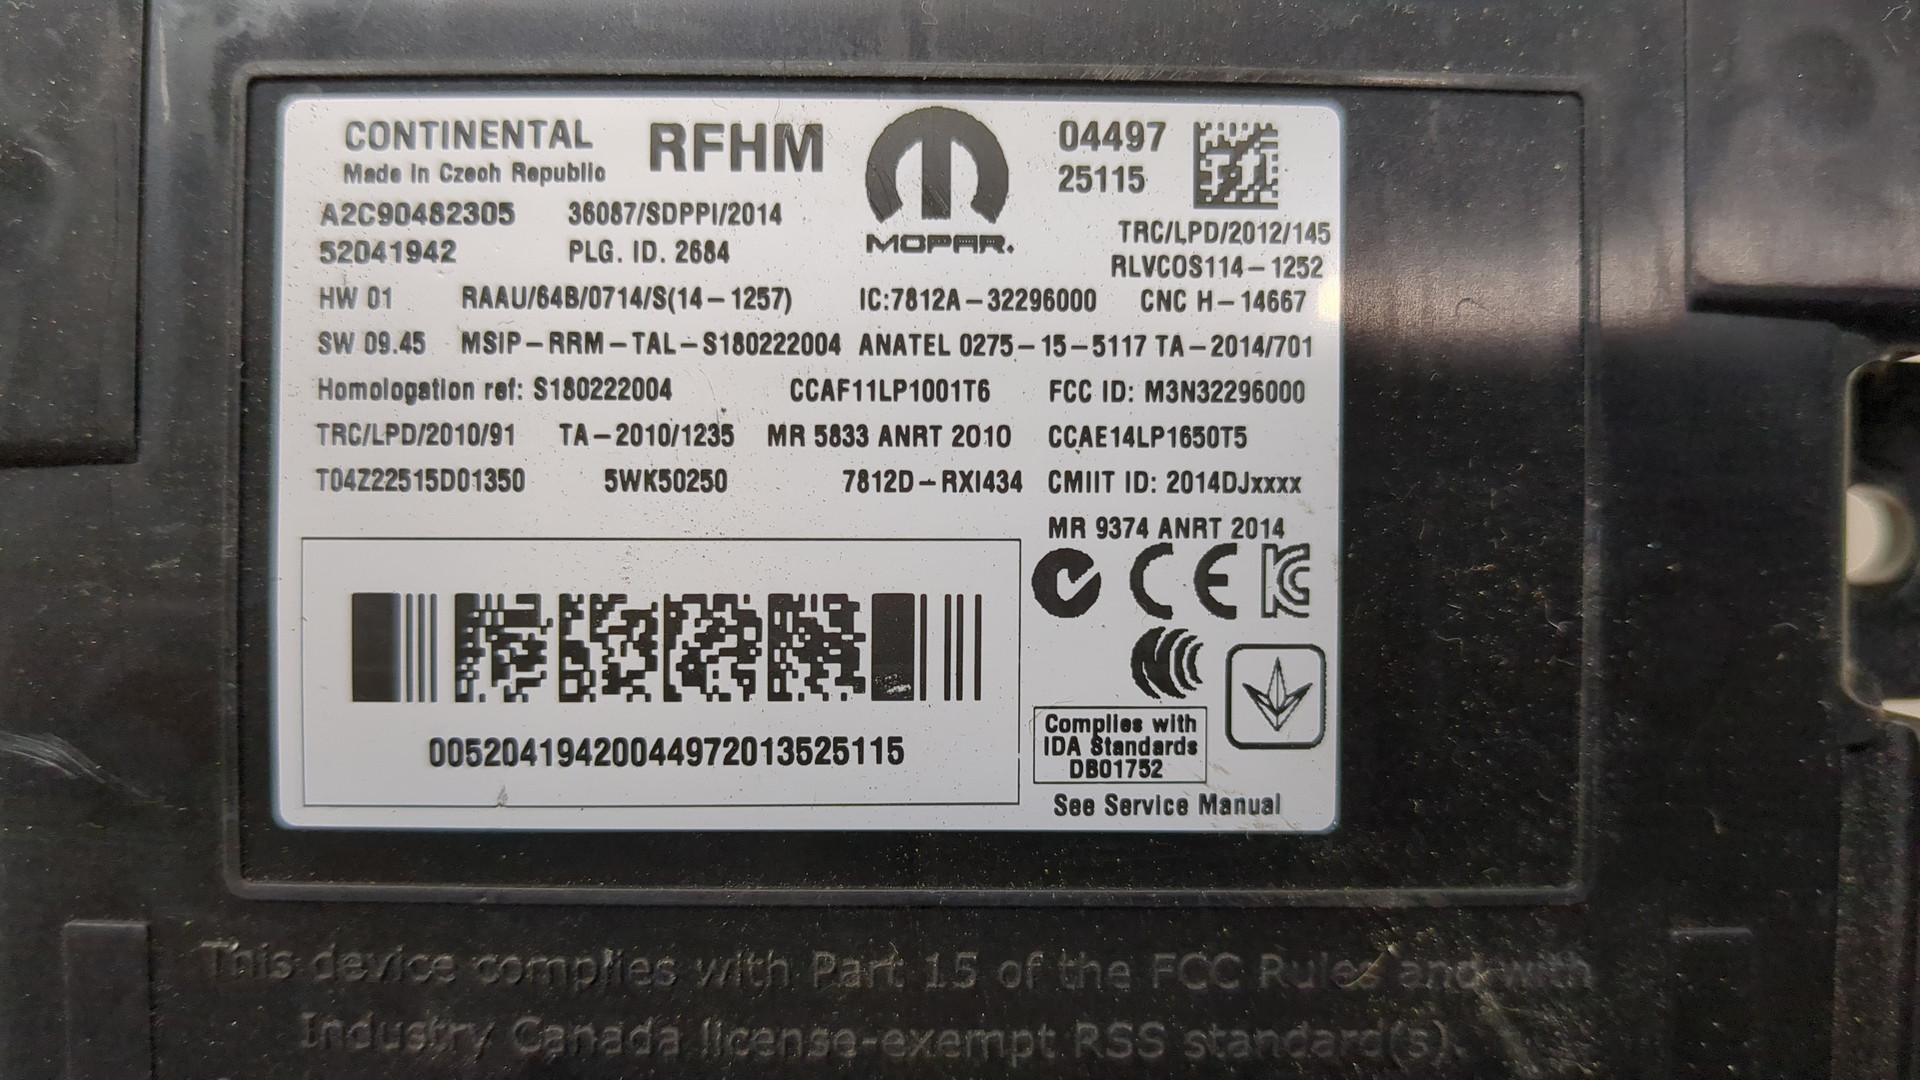 CONTINENTAL RFHM 04497
Made In Czech Republic 25115
A2C90482305 36087/SDPPI/2014 MOPAR. TRC/LPD/2012/145
52041942 PLG. ID. 2684 RLVCOS114-1252
HW 01 RAAU/64B/0714/S(14-1257) IC:7812A-32296000 CNC H-14667
SW 09.45 MSIP-RRM-TAL-S180222004 ANATEL 0275-15-5117 TA-2014/701
Homologation ref: S180222004 CCAF11LP1001T6 FCC ID: M3N32296000
TRC/LPD/2010/91 TA-2010/1235 MR 5833 ANRT 2010 CCAE14LP1650T5
T04Z22515D01350 5WK50250 7812D-RXI434 CMIIT ID: 2014DJxxxx
MR 9374 ANRT 2014
CE
00520419420044972013525115
Complies with
IDA Standards
DB01752
See Service Manual
This device complies with Part 15 of the FCC Rules and with
Industry Canada license-exempt RSS standard(s).